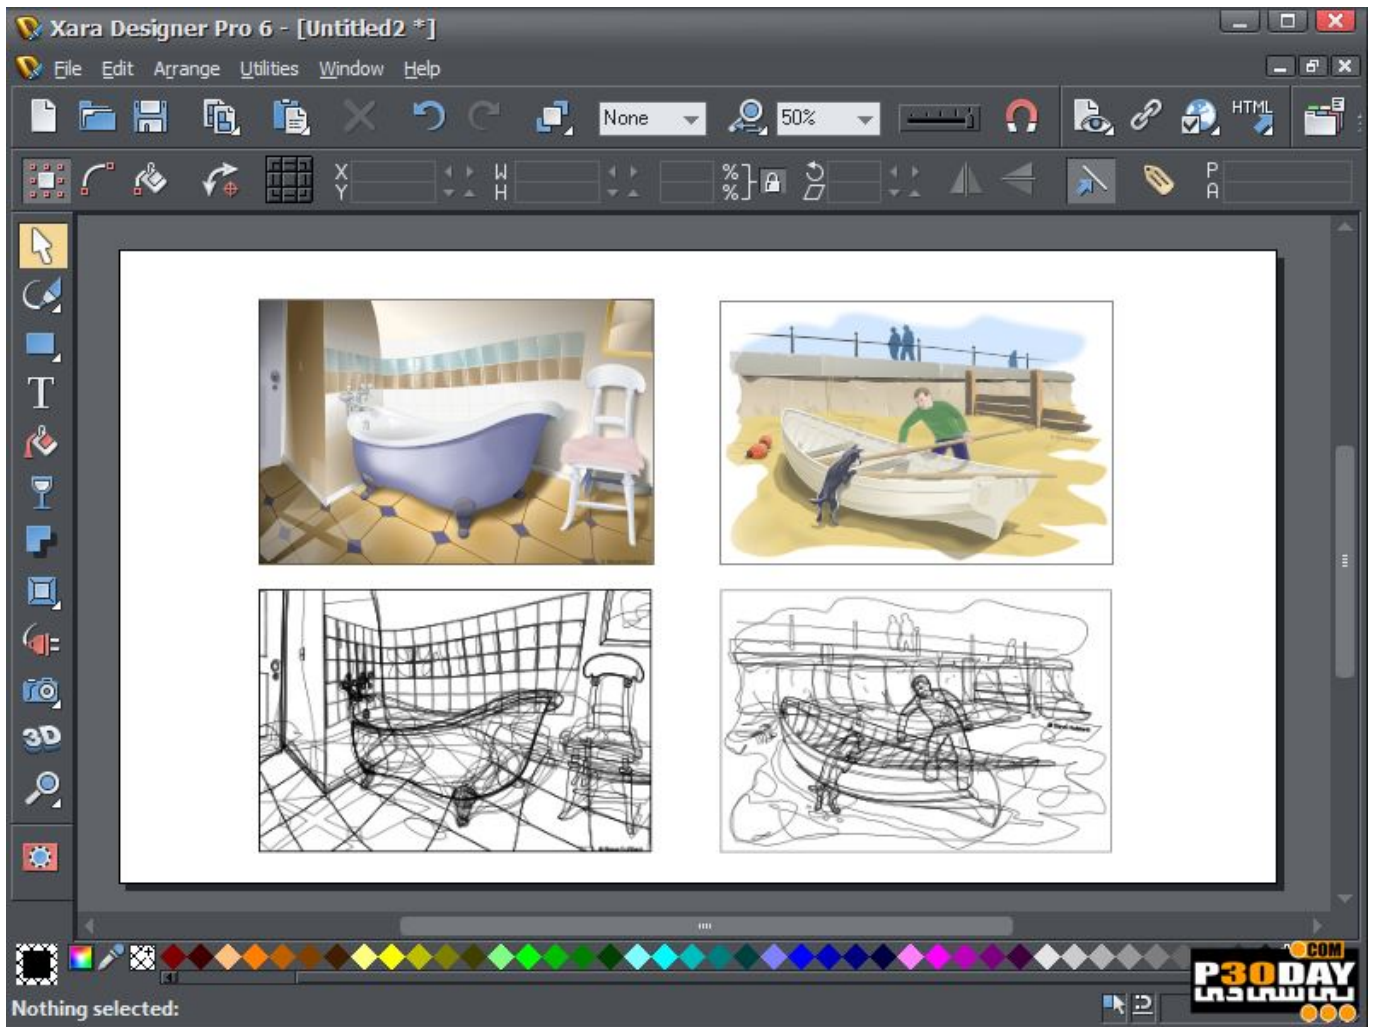 Xara Designer Pro 6 - [Untitled2 *]
File Edit Arrange Utilities Window Help
None 50% HTML
X W % P
Y H % A
T
3D
Nothing selected:
.COM
P30DAY